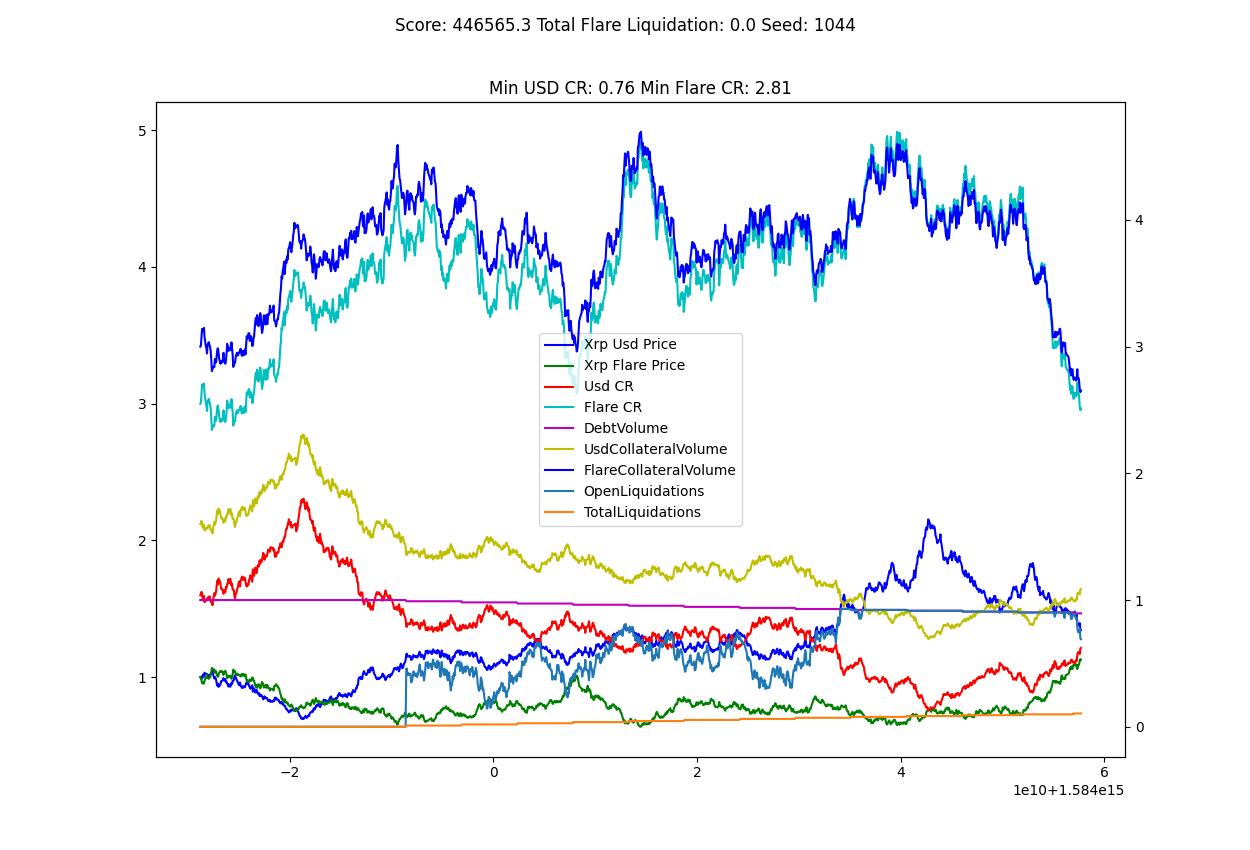 Score: 446565.3 Total Flare Liquidation: 0.0 Seed: 1044
Min USD CR: 0.76 Min Flare CR: 2.81
5
4
3
2
1
4
3
2
1
0
Xrp Usd Price
Xrp Flare Price
Usd CR
Flare CR
DebtVolume
UsdCollateralVolume
FlareCollateralVolume
OpenLiquidations
TotalLiquidations
−2 0 2 4 6
1e10+1.584e15